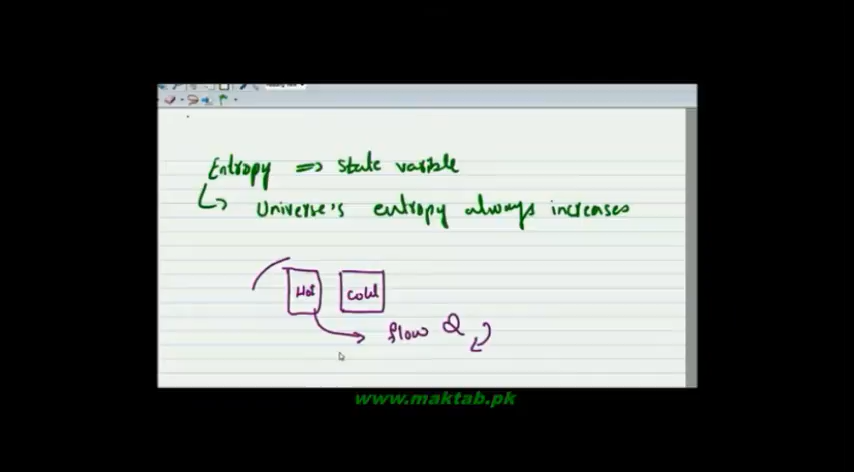 Entropy => state variable
Universe's entropy always increases
Hot
Cold
flow Q
www.maktab.pk